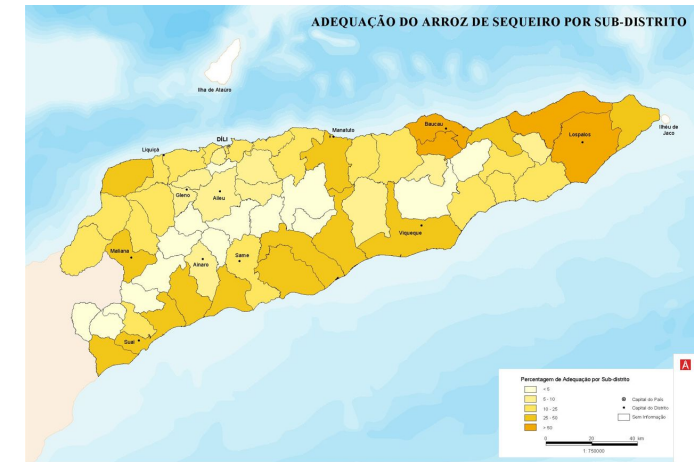 ADEQUAÇÃO DO ARROZ DE SEQUEIRO POR SUB-DISTRITO
Ilha de Ataúro
Ilhéu de
Jaco
Baucau
Manatuto
DÍLI
Lospalos
Liquiçá
Gleno
Aileu
Viqueque
Maliana
Same
Ainaro
Suai
A
Percentagem de Adequação por Sub-distrito
< 5
5 - 10
10 - 25
25 - 50
> 50
Capital do País
Capital do Distrito
Sem Informação
0 20 40 km
1: 750000